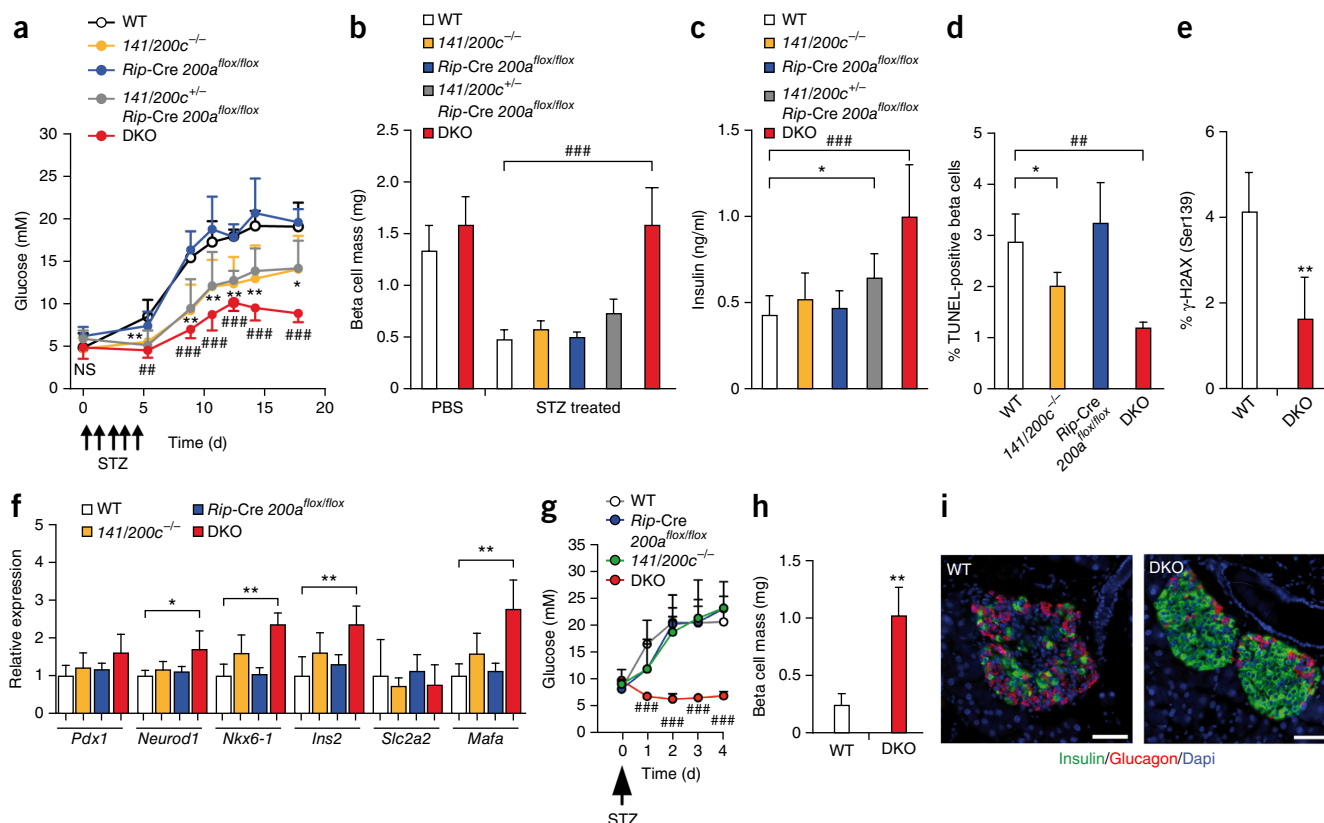 a
WT
141/200c−/−
Rip-Cre 200aflox/flox
141/200c+/−
Rip-Cre 200aflox/flox
DKO
Glucose (mM)
30
25
20
15
10
5
0
NS
**
##
**
###
**
###
**
###
**
###
*
###
0 5 10 15 20
Time (d)
STZ
b
WT
141/200c−/−
Rip-Cre 200aflox/flox
141/200c+/−
Rip-Cre 200aflox/flox
DKO
Beta cell mass (mg)
2.5
2.0
1.5
1.0
0.5
0
###
PBS STZ treated
c
WT
141/200c−/−
Rip-Cre 200aflox/flox
141/200c+/−
Rip-Cre 200aflox/flox
DKO
Insulin (ng/ml)
1.5
1.0
0.5
0
###
*
d
% TUNEL-positive beta cells
5
4
3
2
1
0
##
*
WT
141/200c−/−
Rip-Cre
200aflox/flox
DKO
e
% γ-H2AX (Ser139)
6
4
2
0
**
WT
DKO
f
WT
141/200c−/−
Rip-Cre 200aflox/flox
DKO
Relative expression
5
4
3
2
1
0
*
**
**
**
Pdx1 Neurod1 Nkx6-1 Ins2 Slc2a2 Mafa
g
WT
Rip-Cre
200aflox/flox
141/200c−/−
DKO
Glucose (mM)
35
30
25
20
15
10
5
0
###
###
###
###
0 1 2 3 4
Time (d)
STZ
h
Beta cell mass (mg)
1.5
1.0
0.5
0
**
WT DKO
i
WT
DKO
Insulin/Glucagon/Dapi